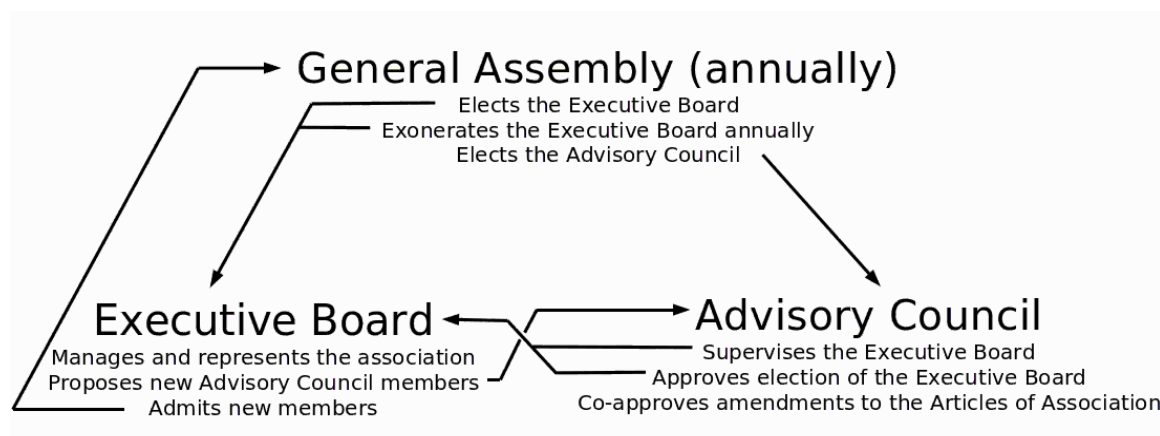 General Assembly (annually)
Elects the Executive Board
Exonerates the Executive Board annually
Elects the Advisory Council
Executive Board
Manages and represents the association
Proposes new Advisory Council members
Admits new members
Advisory Council
Supervises the Executive Board
Approves election of the Executive Board
Co-approves amendments to the Articles of Association